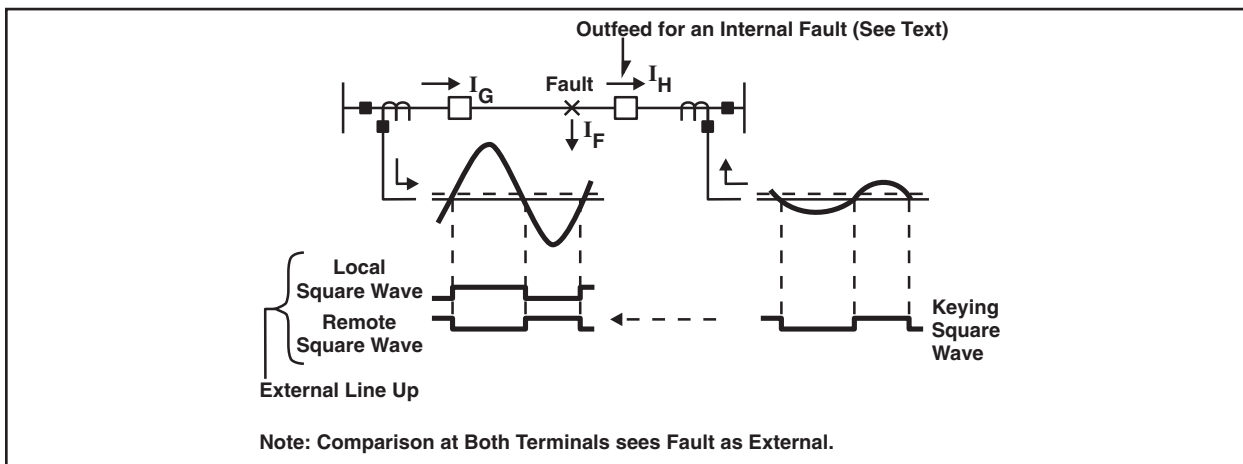 Outfeed for an Internal Fault (See Text)
I_G
Fault
I_H
I_F
Local
Square Wave
Remote
Square Wave
Keying
Square
Wave
External Line Up
Note: Comparison at Both Terminals sees Fault as External.